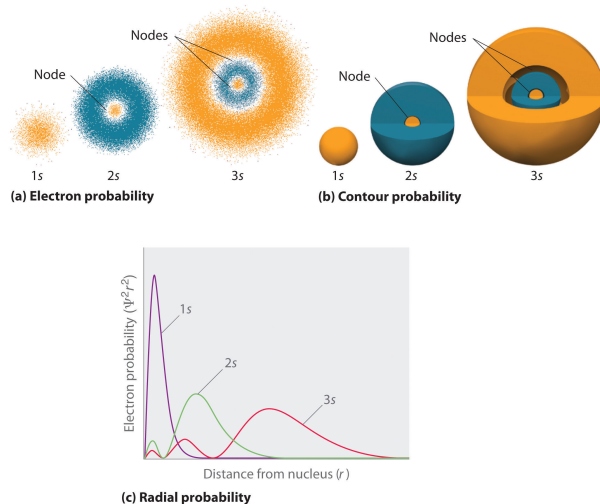 Nodes
Node
1s
2s
3s
(a) Electron probability
Nodes
Node
1s
2s
3s
(b) Contour probability
Electron probability (Ψ²r²)
1s
2s
3s
Distance from nucleus (r)
(c) Radial probability